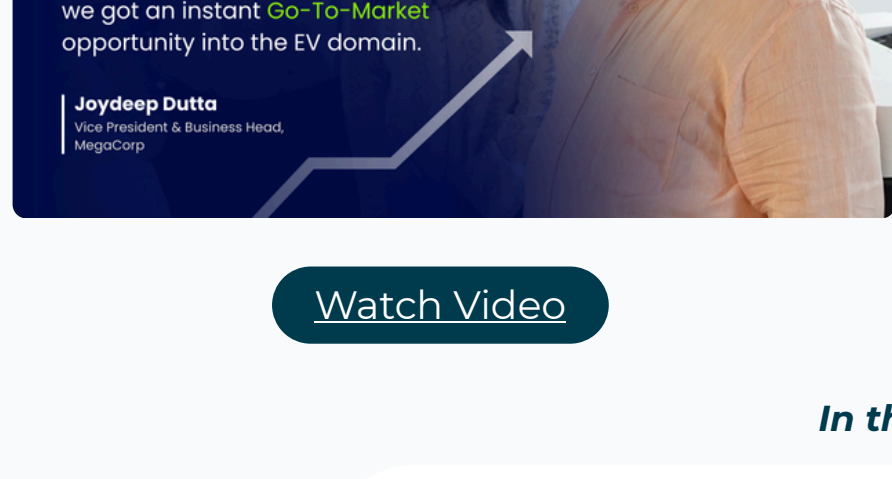 we got an instant Go-To-Market
opportunity into the EV domain.
Joydeep Dutta
Vice President & Business Head,
MegaCorp
Watch Video
In th